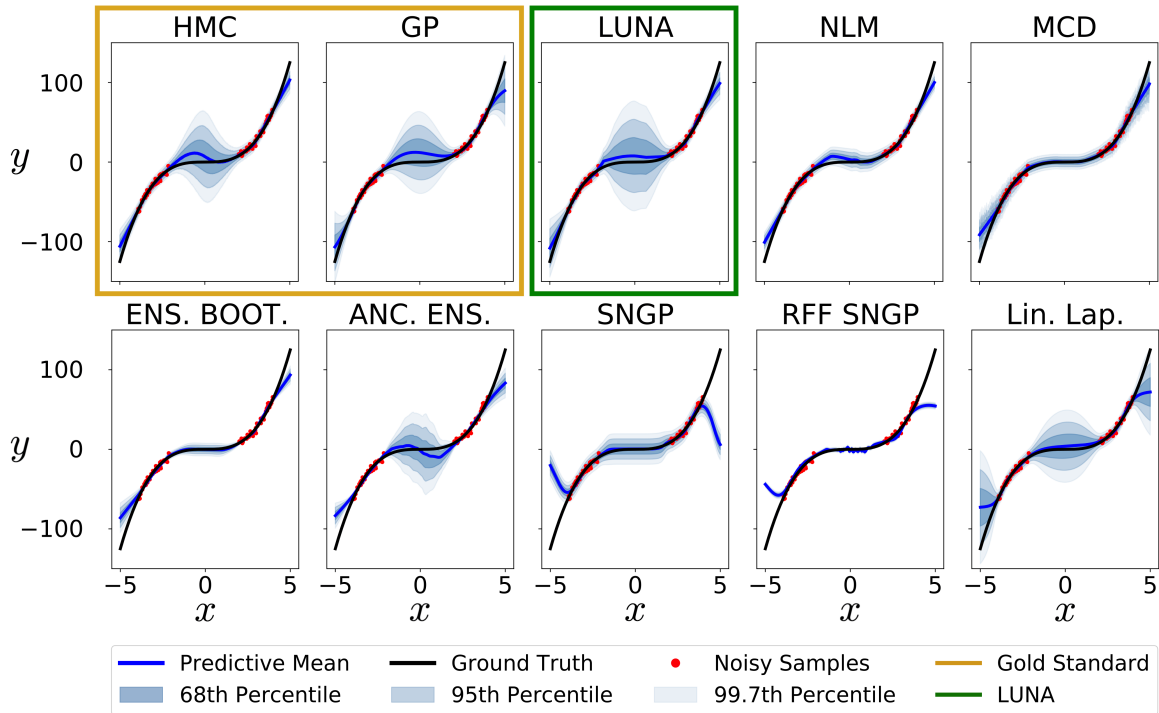 HMC GP LUNA NLM MCD
100
y 0
−100
ENS. BOOT. ANC. ENS. SNGP RFF SNGP Lin. Lap.
100
y 0
−100
−5 0 5 −5 0 5 −5 0 5 −5 0 5 −5 0 5
x x x x x
Predictive Mean Ground Truth Noisy Samples Gold Standard
68th Percentile 95th Percentile 99.7th Percentile LUNA